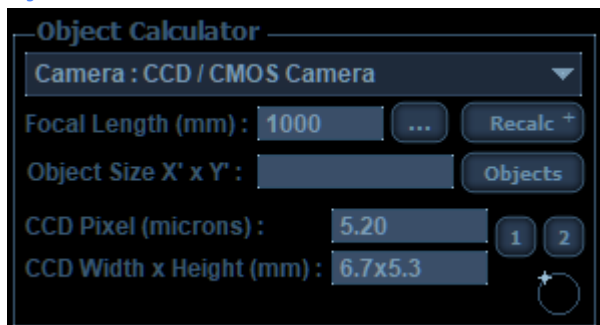 Object Calculator
Camera : CCD / CMOS Camera
Focal Length (mm) : 1000 ... Recalc +
Object Size X' x Y' : Objects
CCD Pixel (microns) : 5.20 1 2
CCD Width x Height (mm) : 6.7x5.3